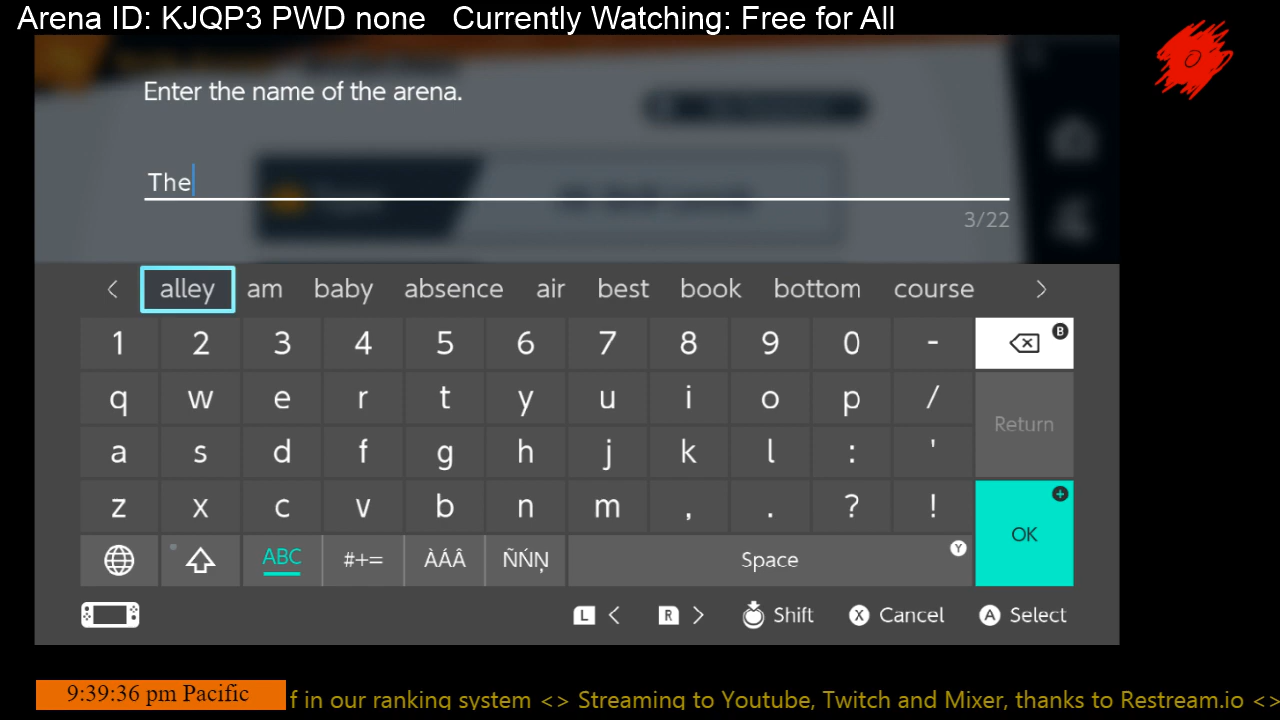 Arena ID: KJQP3 PWD none Currently Watching: Free for All
Enter the name of the arena.
The
3/22
< alley am baby absence air best book bottom course >
1 2 3 4 5 6 7 8 9 0 - B
q w e r t y u i o p / Return
a s d f g h j k l : '
z x c v b n m , . ? ! OK
ABC #+= ÀÁÂ ÑŃŅ Space Y
L < R > Shift X Cancel A Select
9:39:36 pm Pacific f in our ranking system <> Streaming to Youtube, Twitch and Mixer, thanks to Restream.io <>